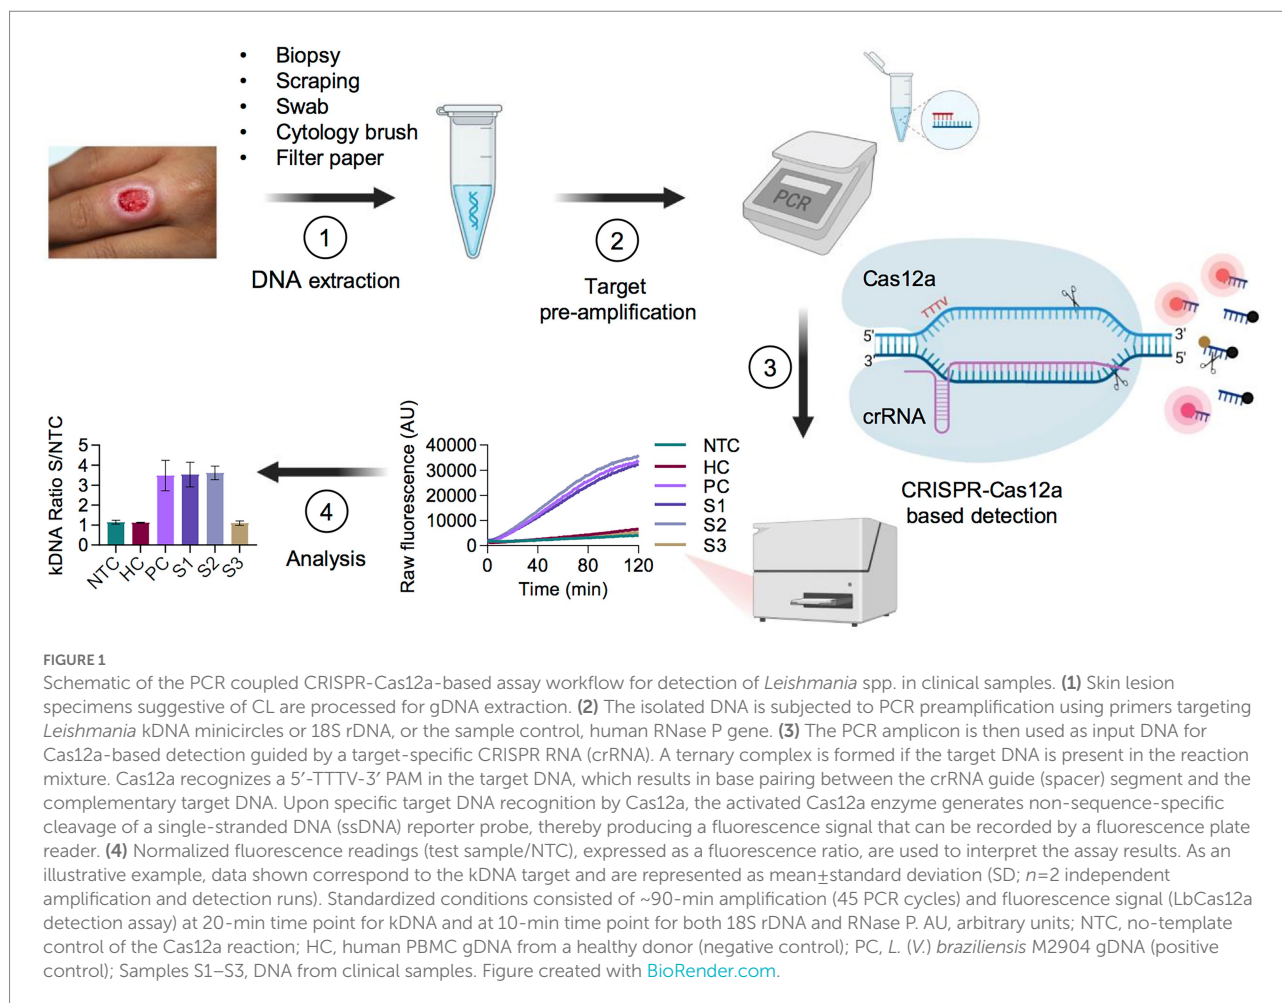 • Biopsy
• Scraping
• Swab
• Cytology brush
• Filter paper
1
DNA extraction
2
Target
pre-amplification
PCR
3
Cas12a
TTTV
5'
3'
3'
5'
crRNA
CRISPR-Cas12a
based detection
Raw fluorescence (AU)
40000
30000
20000
10000
0
0 40 80 120
Time (min)
NTC
HC
PC
S1
S2
S3
4
Analysis
kDNA Ratio S/NTC
5
4
3
2
1
0
NTC HC PC S1 S2 S3
FIGURE 1
Schematic of the PCR coupled CRISPR-Cas12a-based assay workflow for detection of Leishmania spp. in clinical samples. (1) Skin lesion
specimens suggestive of CL are processed for gDNA extraction. (2) The isolated DNA is subjected to PCR preamplification using primers targeting
Leishmania kDNA minicircles or 18S rDNA, or the sample control, human RNase P gene. (3) The PCR amplicon is then used as input DNA for
Cas12a-based detection guided by a target-specific CRISPR RNA (crRNA). A ternary complex is formed if the target DNA is present in the reaction
mixture. Cas12a recognizes a 5′-TTTV-3′ PAM in the target DNA, which results in base pairing between the crRNA guide (spacer) segment and the
complementary target DNA. Upon specific target DNA recognition by Cas12a, the activated Cas12a enzyme generates non-sequence-specific
cleavage of a single-stranded DNA (ssDNA) reporter probe, thereby producing a fluorescence signal that can be recorded by a fluorescence plate
reader. (4) Normalized fluorescence readings (test sample/NTC), expressed as a fluorescence ratio, are used to interpret the assay results. As an
illustrative example, data shown correspond to the kDNA target and are represented as mean±standard deviation (SD; n=2 independent
amplification and detection runs). Standardized conditions consisted of ~90-min amplification (45 PCR cycles) and fluorescence signal (LbCas12a
detection assay) at 20-min time point for kDNA and at 10-min time point for both 18S rDNA and RNase P. AU, arbitrary units; NTC, no-template
control of the Cas12a reaction; HC, human PBMC gDNA from a healthy donor (negative control); PC, L. (V.) braziliensis M2904 gDNA (positive
control); Samples S1–S3, DNA from clinical samples. Figure created with BioRender.com.